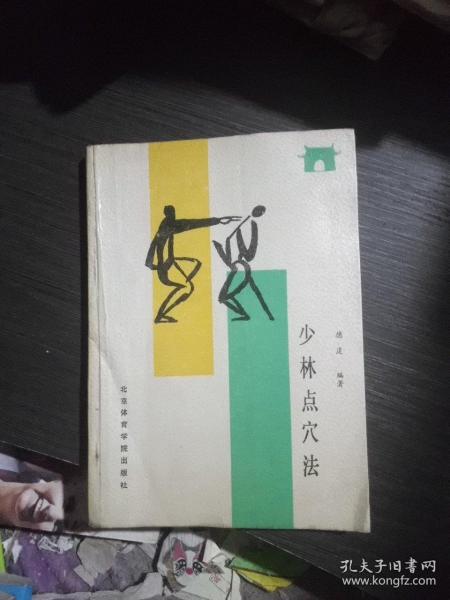 少林点穴法
德虔 编著
北京体育学院出版社
孔夫子旧书网
www.kongfz.com